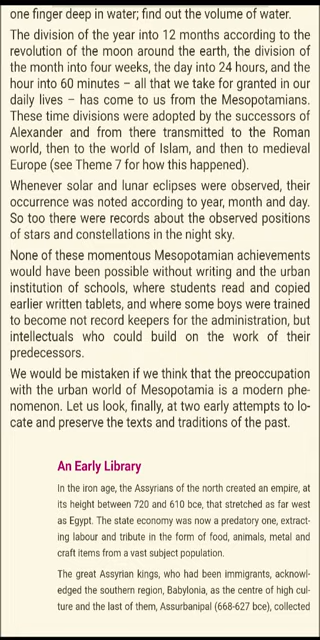 one finger deep in water; find out the volume of water.
The division of the year into 12 months according to the
revolution of the moon around the earth, the division of
the month into four weeks, the day into 24 hours, and the
hour into 60 minutes – all that we take for granted in our
daily lives – has come to us from the Mesopotamians.
These time divisions were adopted by the successors of
Alexander and from there transmitted to the Roman
world, then to the world of Islam, and then to medieval
Europe (see Theme 7 for how this happened).
Whenever solar and lunar eclipses were observed, their
occurrence was noted according to year, month and day.
So too there were records about the observed positions
of stars and constellations in the night sky.
None of these momentous Mesopotamian achievements
would have been possible without writing and the urban
institution of schools, where students read and copied
earlier written tablets, and where some boys were trained
to become not record keepers for the administration, but
intellectuals who could build on the work of their
predecessors.
We would be mistaken if we think that the preoccupation
with the urban world of Mesopotamia is a modern phe-
nomenon. Let us look, finally, at two early attempts to lo-
cate and preserve the texts and traditions of the past.
An Early Library
In the iron age, the Assyrians of the north created an empire, at
its height between 720 and 610 bce, that stretched as far west
as Egypt. The state economy was now a predatory one, extract-
ing labour and tribute in the form of food, animals, metal and
craft items from a vast subject population.
The great Assyrian kings, who had been immigrants, acknowl-
edged the southern region, Babylonia, as the centre of high cul-
ture and the last of them, Assurbanipal (668-627 bce), collected